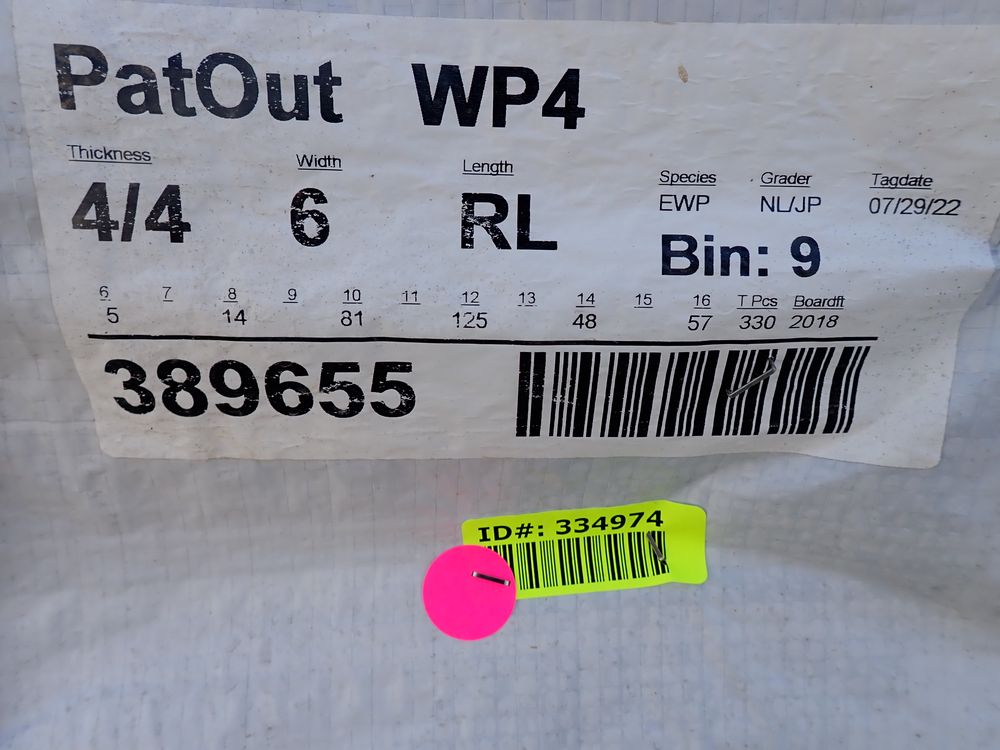 PatOut WP4
Thickness Width Length Species Grader Tagdate
4/4 6 RL EWP NL/JP 07/29/22
Bin: 9
6 7 8 9 10 11 12 13 14 15 16 T Pcs Boardft
5 14 81 125 48 57 330 2018
389655
ID#: 334974